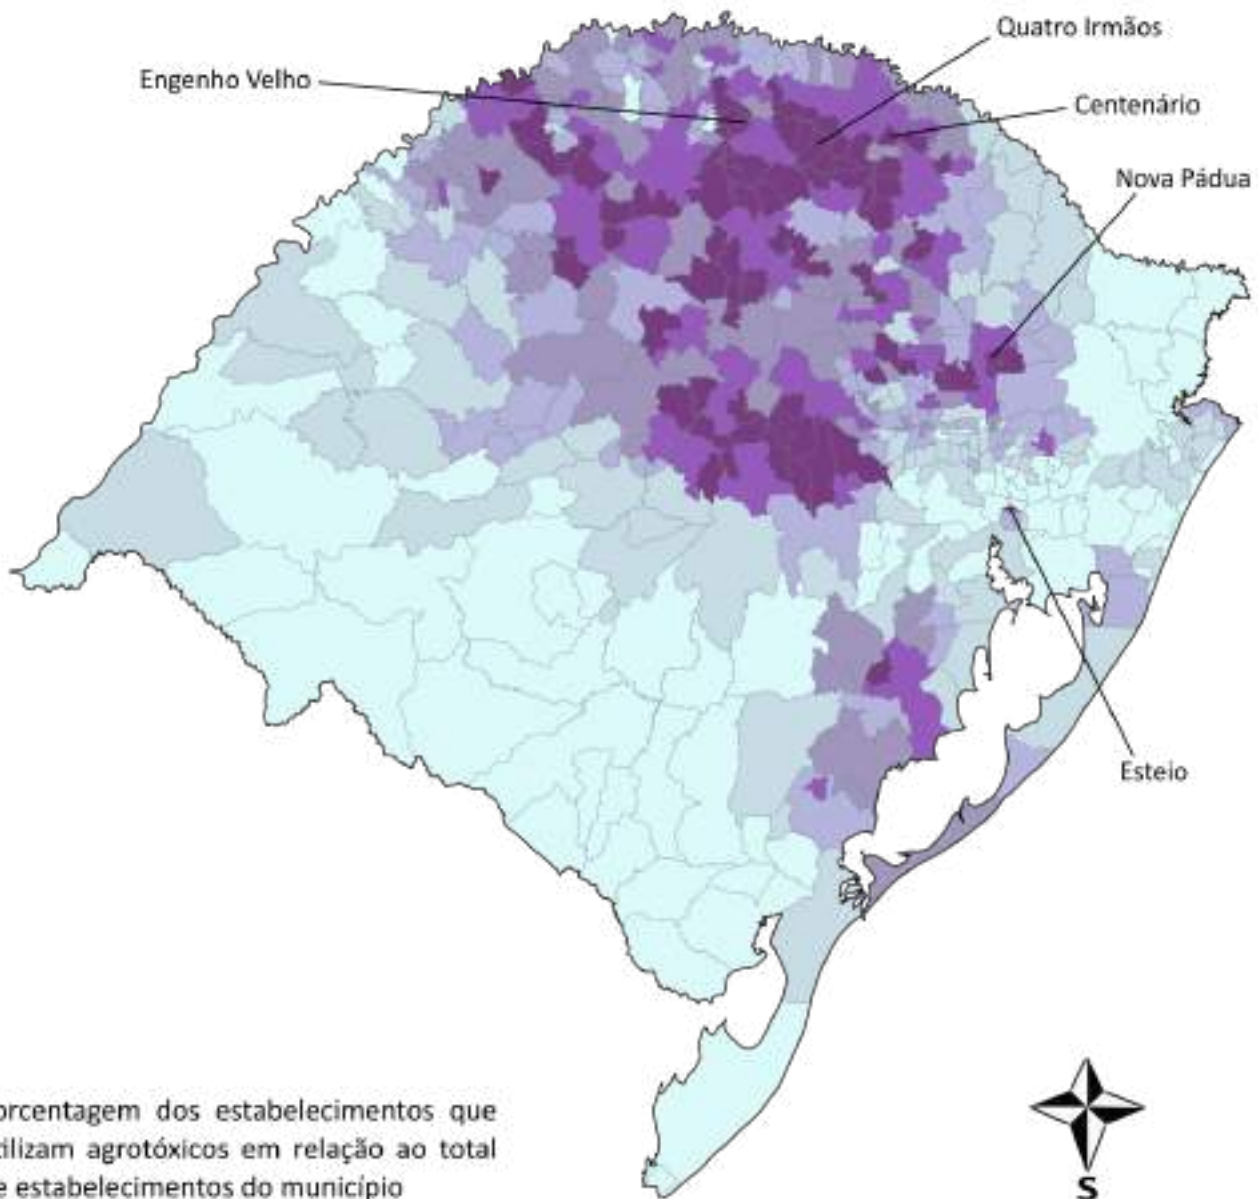 Quatro Irmãos
Engenho Velho
Centenário
Nova Pádua
Esteio
orcentagem dos estabelecimentos que
tilizam agrotóxicos em relação ao total
e estabelecimentos do município
S